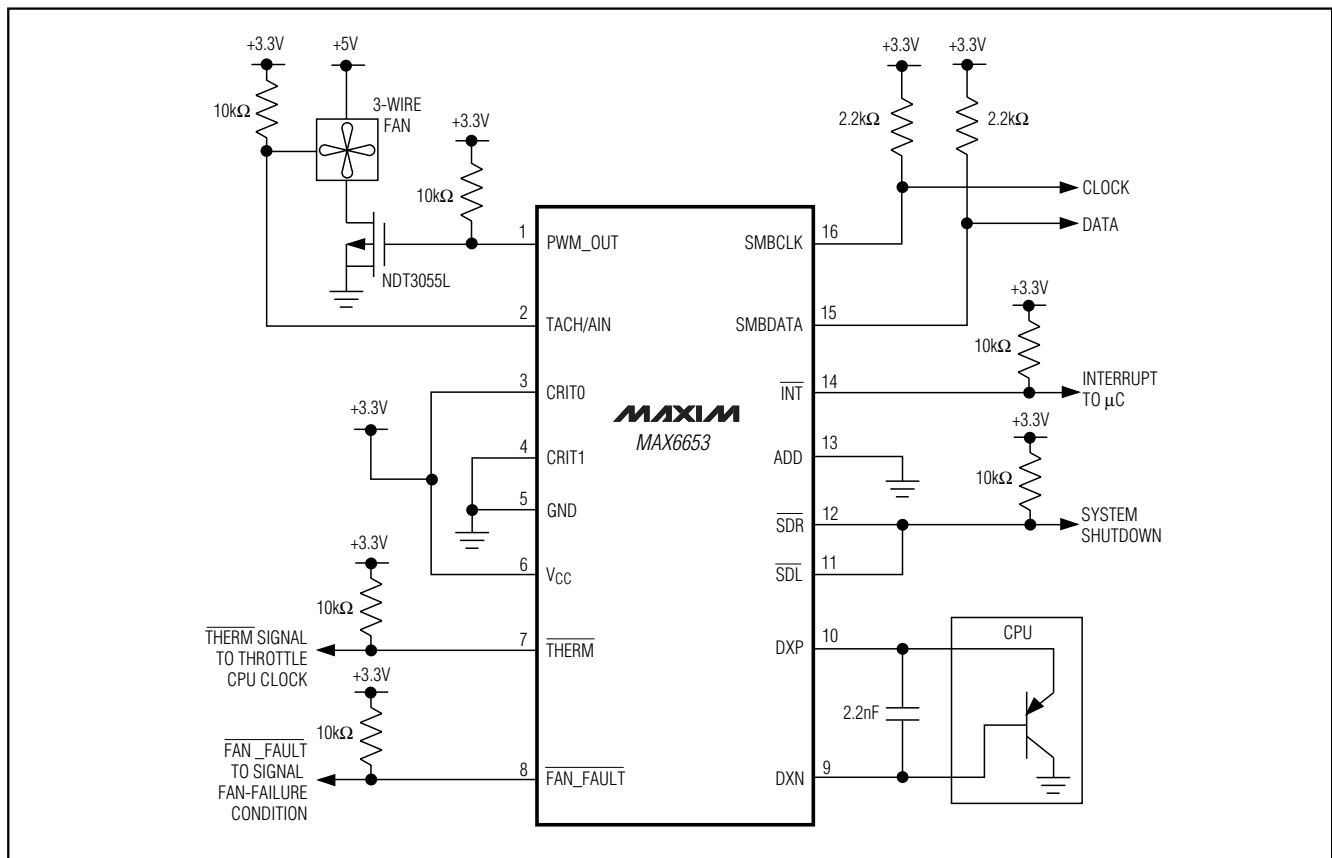 +3.3V
+5V
10kΩ
3-WIRE
FAN
+3.3V
10kΩ
NDT3055L
+3.3V
+3.3V
2.2kΩ
2.2kΩ
CLOCK
DATA
1
PWM_OUT
2
TACH/AIN
3
CRIT0
+3.3V
4
CRIT1
5
GND
6
VCC
+3.3V
10kΩ
7
THERM
THERM SIGNAL
TO THROTTLE
CPU CLOCK
+3.3V
10kΩ
8
FAN_FAULT
FAN _FAULT
TO SIGNAL
FAN-FAILURE
CONDITION
MAXIM
MAX6653
SMBCLK
16
SMBDATA
15
+3.3V
10kΩ
INT
14
INTERRUPT
TO µC
ADD
13
+3.3V
10kΩ
SDR
12
SYSTEM
SHUTDOWN
SDL
11
DXP
10
CPU
2.2nF
DXN
9